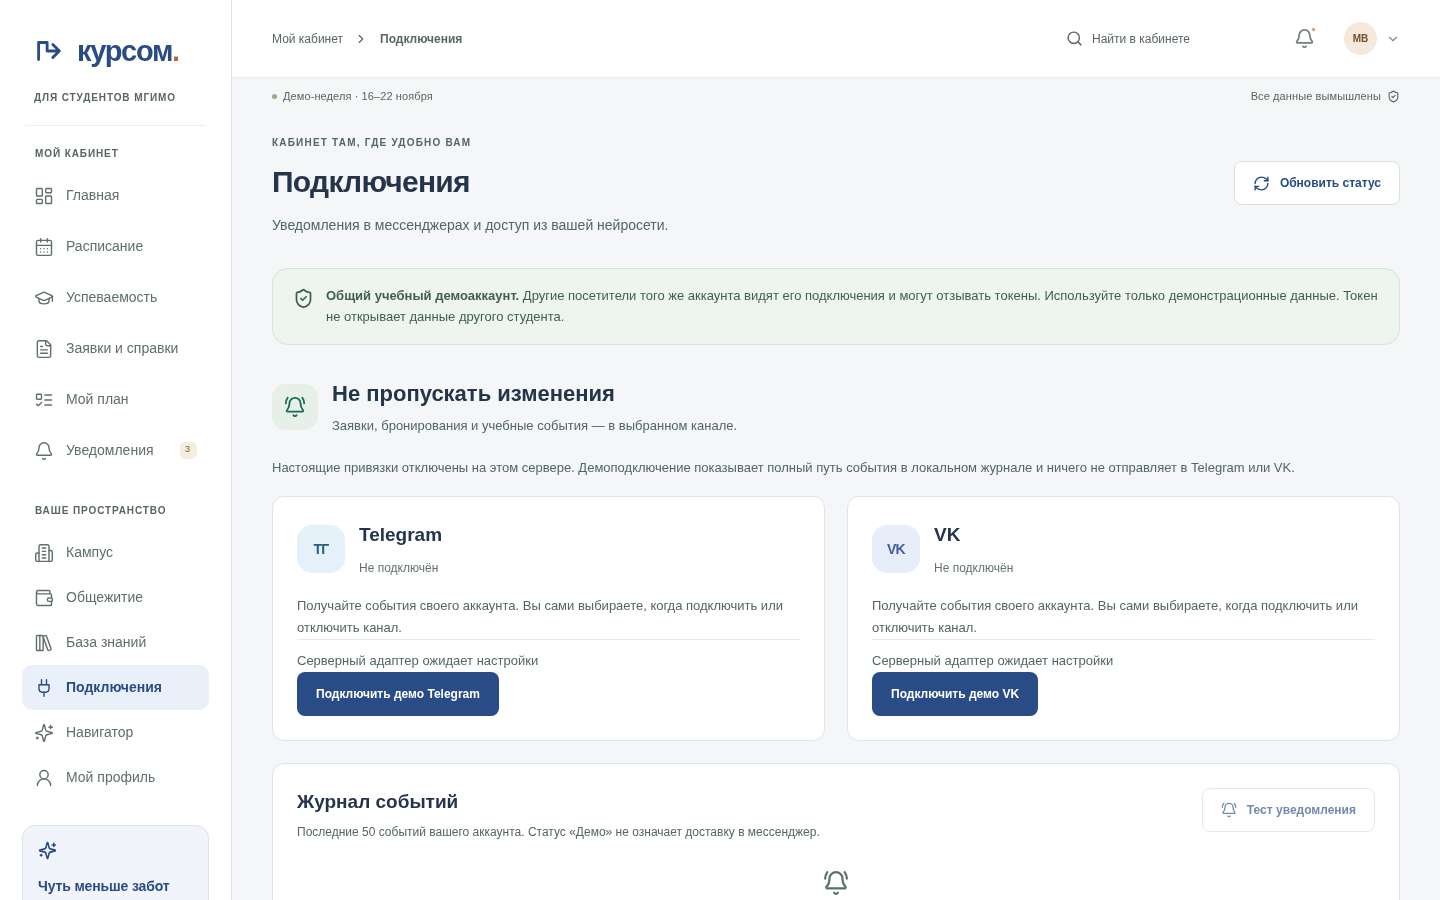 курсом.
ДЛЯ СТУДЕНТОВ МГИМО
МОЙ КАБИНЕТ
Главная
Расписание
Успеваемость
Заявки и справки
Мой план
Уведомления 3
ВАШЕ ПРОСТРАНСТВО
Кампус
Общежитие
База знаний
Подключения
Навигатор
Мой профиль
Чуть меньше забот
Мой кабинет Подключения
Найти в кабинете
МВ
Демо-неделя · 16–22 ноября
Все данные вымышлены
КАБИНЕТ ТАМ, ГДЕ УДОБНО ВАМ
Подключения
Обновить статус
Уведомления в мессенджерах и доступ из вашей нейросети.
Общий учебный демоаккаунт. Другие посетители того же аккаунта видят его подключения и могут отзывать токены. Используйте только демонстрационные данные. Токен
не открывает данные другого студента.
Не пропускать изменения
Заявки, бронирования и учебные события — в выбранном канале.
Настоящие привязки отключены на этом сервере. Демоподключение показывает полный путь события в локальном журнале и ничего не отправляет в Telegram или VK.
ТГ
Telegram
Не подключён
Получайте события своего аккаунта. Вы сами выбираете, когда подключить или
отключить канал.
Серверный адаптер ожидает настройки
Подключить демо Telegram
VK
VK
Не подключён
Получайте события своего аккаунта. Вы сами выбираете, когда подключить или
отключить канал.
Серверный адаптер ожидает настройки
Подключить демо VK
Журнал событий
Последние 50 событий вашего аккаунта. Статус «Демо» не означает доставку в мессенджер.
Тест уведомления